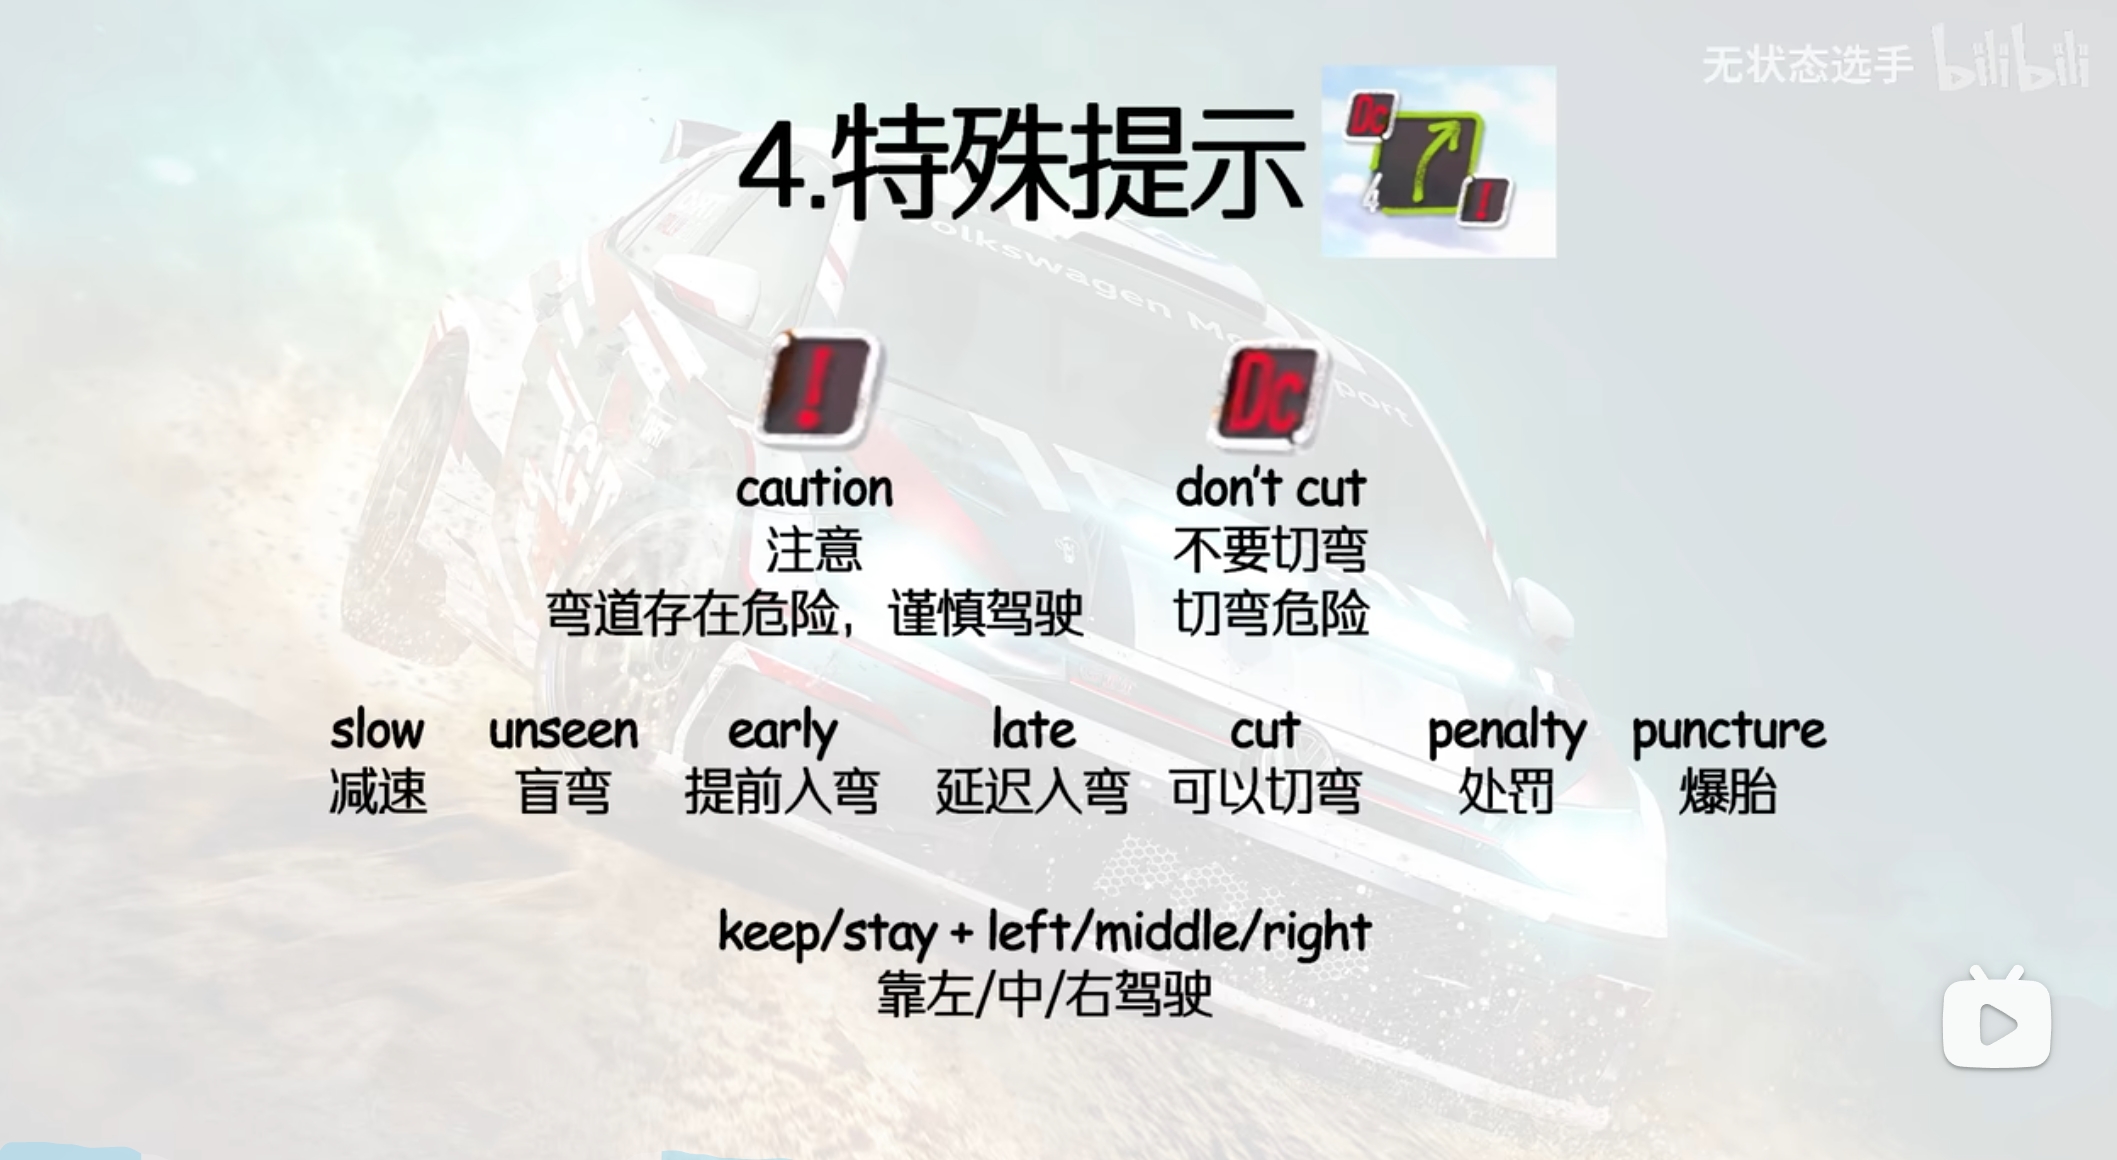 无状态选手 bilibili
4.特殊提示
Dc
4
!
! Dc
caution don't cut
注意 不要切弯
弯道存在危险，谨慎驾驶 切弯危险
slow unseen early late cut penalty puncture
减速 盲弯 提前入弯 延迟入弯 可以切弯 处罚 爆胎
keep/stay + left/middle/right
靠左/中/右驾驶
olkswagen Mo port